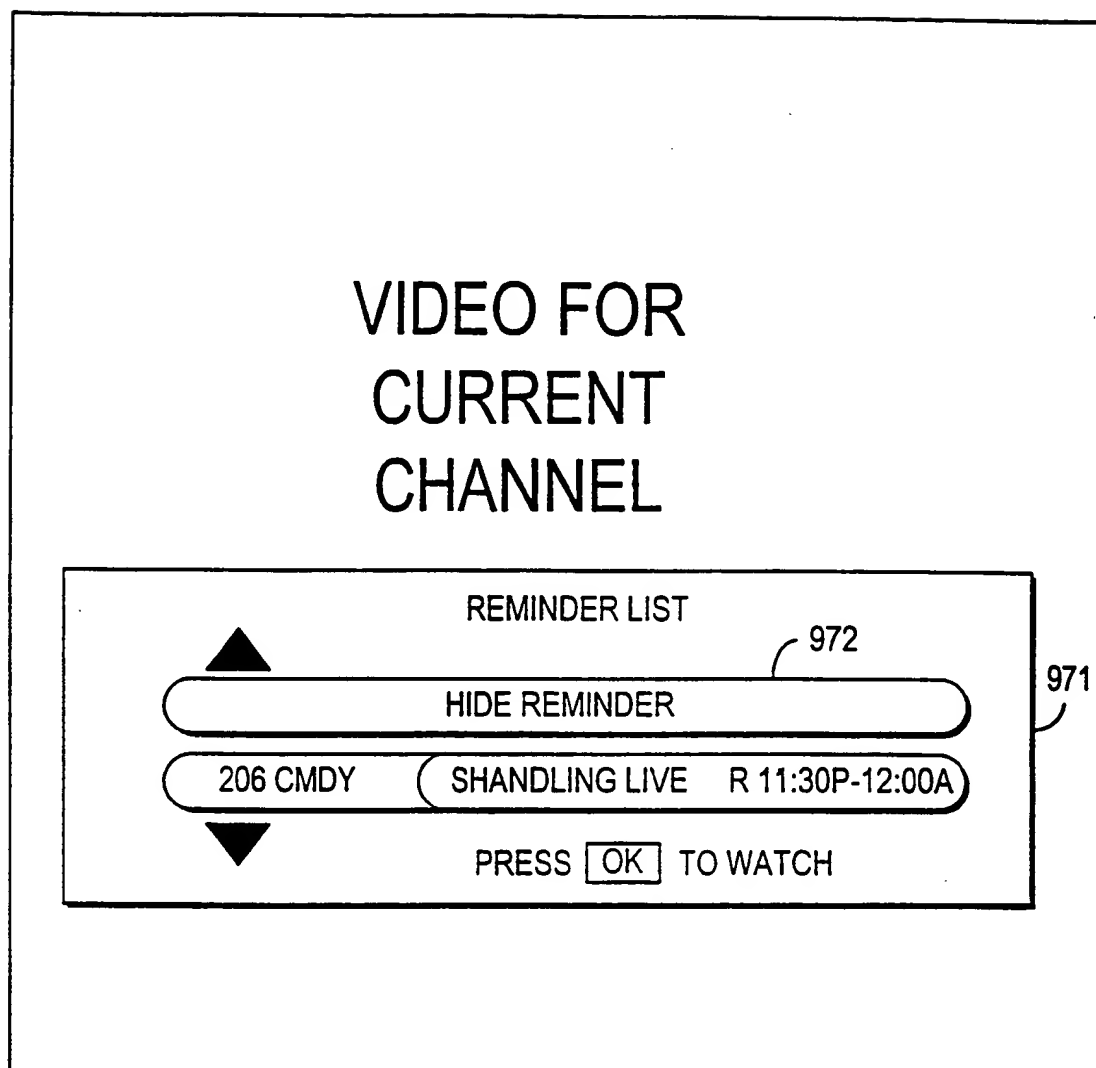 VIDEO FOR
CURRENT
CHANNEL
REMINDER LIST
972
HIDE REMINDER
971
206 CMDY SHANDLING LIVE R 11:30P-12:00A
PRESS OK TO WATCH